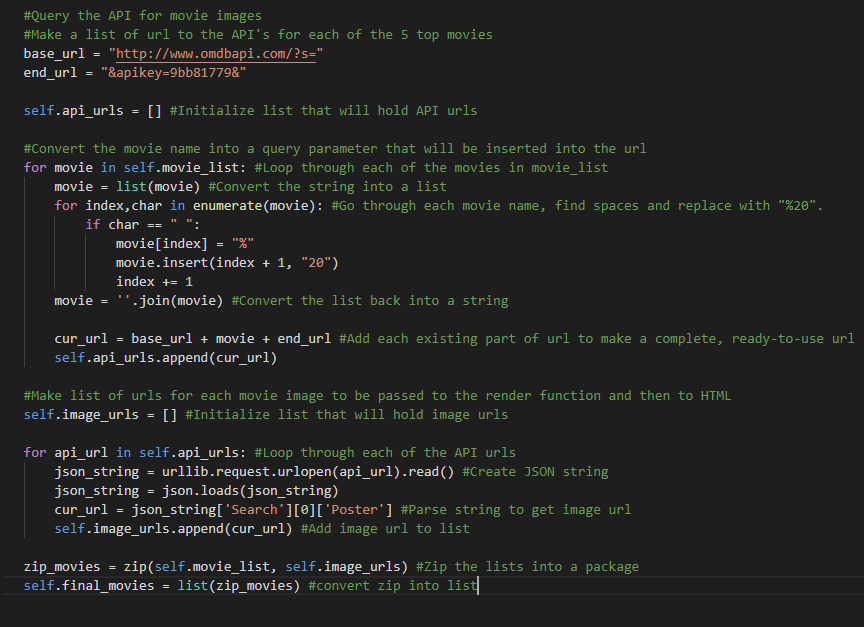 #Query the API for movie images
#Make a list of url to the API's for each of the 5 top movies
base_url = "http://www.omdbapi.com/?s="
end_url = "&apikey=9bb81779&"
self.api_urls = [] #Initialize list that will hold API urls
#Convert the movie name into a query parameter that will be inserted into the url
for movie in self.movie_list: #Loop through each of the movies in movie_list
    movie = list(movie) #Convert the string into a list
    for index,char in enumerate(movie): #Go through each movie name, find spaces and replace with "%20".
        if char == " ":
            movie[index] = "%"
            movie.insert(index + 1, "20")
            index += 1
    movie = ''.join(movie) #Convert the list back into a string
    cur_url = base_url + movie + end_url #Add each existing part of url to make a complete, ready-to-use url
    self.api_urls.append(cur_url)
#Make list of urls for each movie image to be passed to the render function and then to HTML
self.image_urls = [] #Initialize list that will hold image urls
for api_url in self.api_urls: #Loop through each of the API urls
    json_string = urllib.request.urlopen(api_url).read() #Create JSON string
    json_string = json.loads(json_string)
    cur_url = json_string['Search'][0]['Poster'] #Parse string to get image url
    self.image_urls.append(cur_url) #Add image url to list
zip_movies = zip(self.movie_list, self.image_urls) #Zip the lists into a package
self.final_movies = list(zip_movies) #convert zip into list